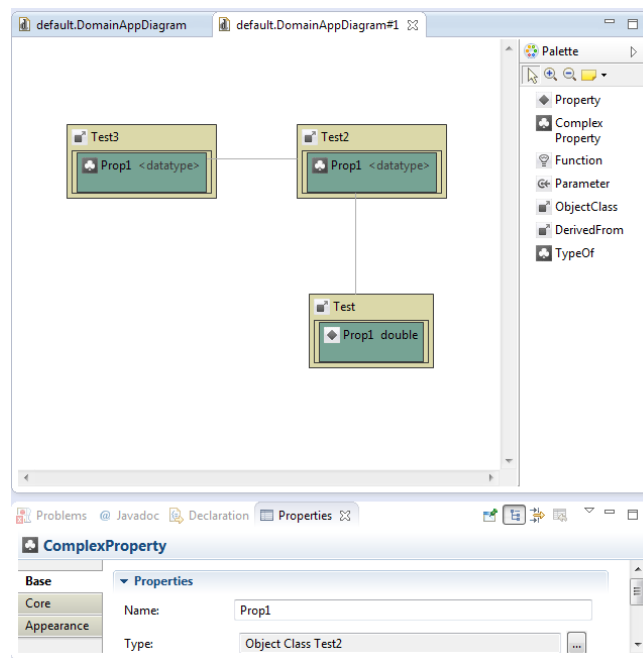 default.DomainAppDiagram
default.DomainAppDiagram#1
Palette
Test3
Prop1 <datatype>
Test2
Prop1 <datatype>
Test
Prop1 double
Property
Complex
Property
Function
Parameter
ObjectClass
DerivedFrom
TypeOf
Problems @ Javadoc Declaration Properties
ComplexProperty
Base
Core
Appearance
Properties
Name: Prop1
Type: Object Class Test2 ...